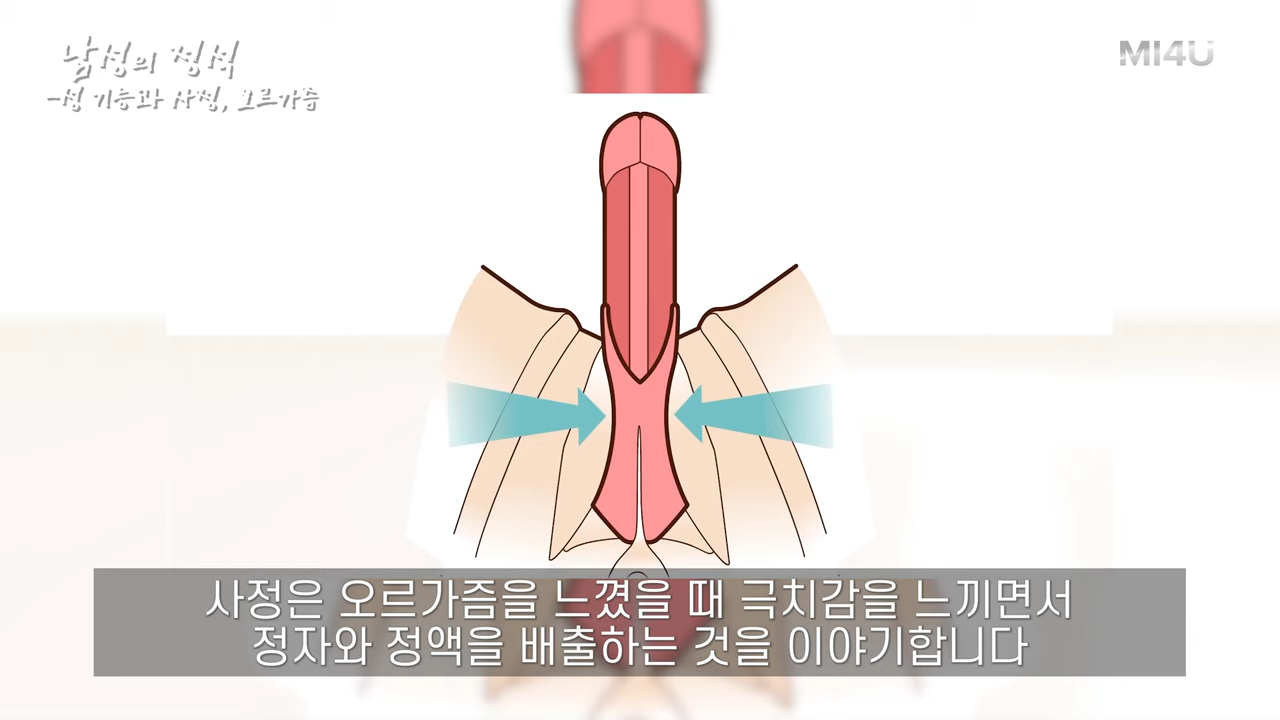 남성의 정석
-성 기능과 사정, 오르가즘
MI4U
사정은 오르가즘을 느꼈을 때 극치감을 느끼면서
정자와 정액을 배출하는 것을 이야기합니다